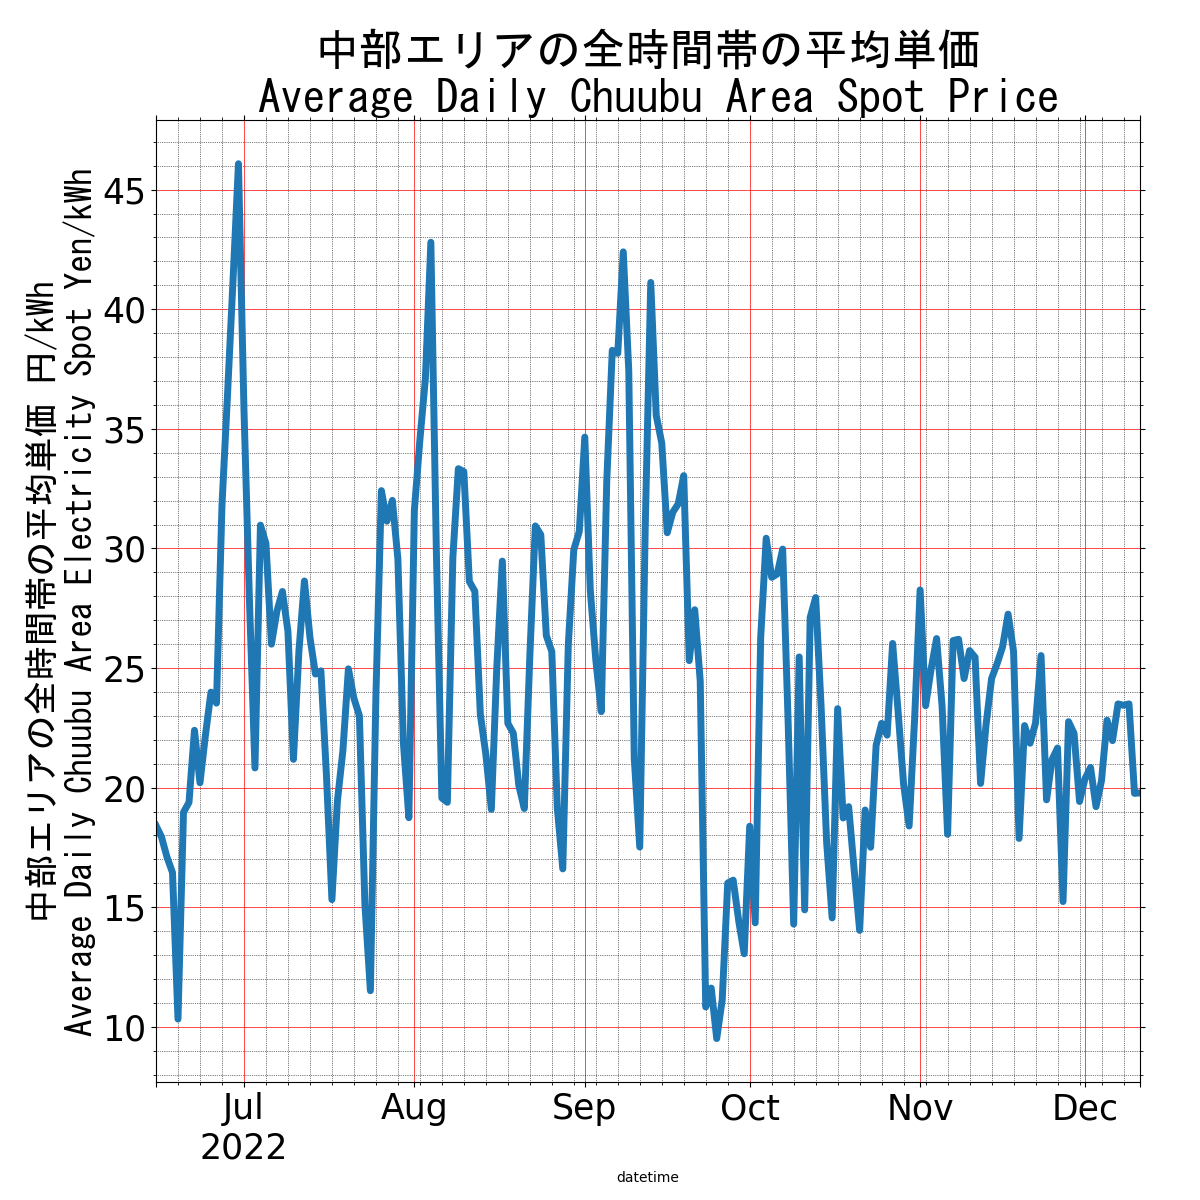 中部エリアの全時間帯の平均単価
Average Daily Chuubu Area Spot Price
中部エリアの全時間帯の平均単価 円/kWh
Average Daily Chuubu Area Electricity Spot Yen/kWh
45
40
35
30
25
20
15
10
Jul
2022
Aug
Sep
Oct
Nov
Dec
datetime